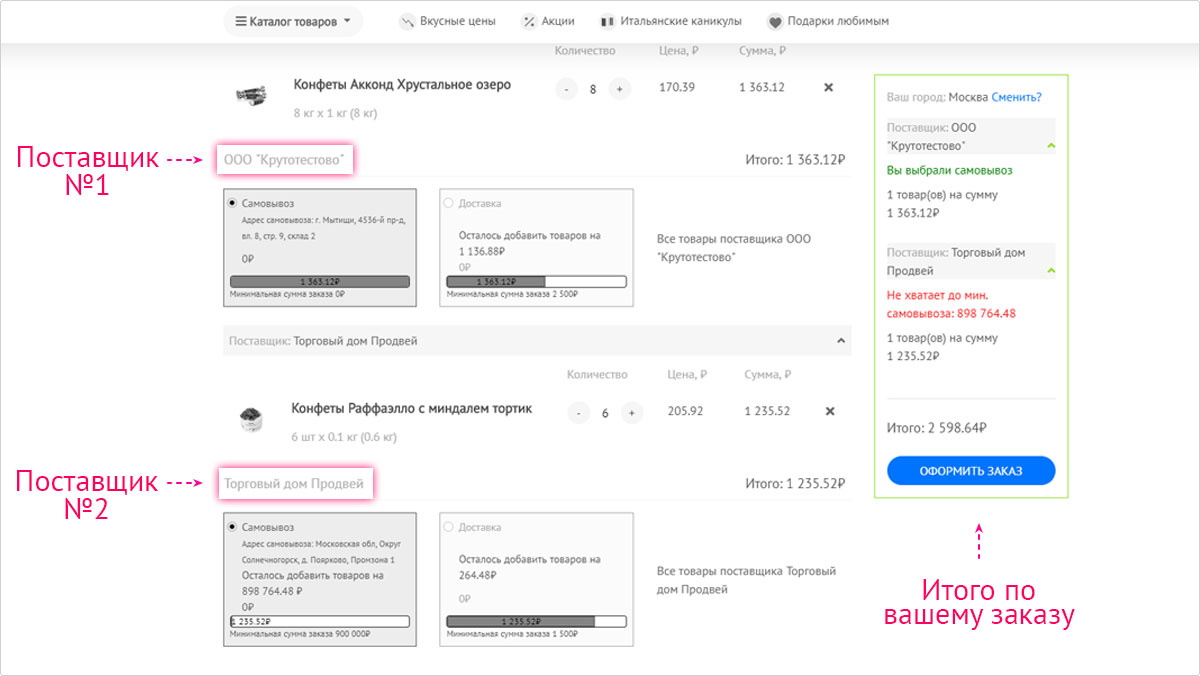 Каталог товаров
Вкусные цены
Акции
Итальянские каникулы
Подарки любимым
Количество Цена, ₽ Сумма, ₽
Конфеты Акконд Хрустальное озеро - 8 + 170.39 1 363.12 ✖
8 кг x 1 кг (8 кг)
Поставщик
№1
ООО "Крутотестово"
Итого: 1 363.12₽
Самовывоз
Адрес самовывоза: г. Мытищи, 4536-й пр-д,
вл. 8, стр. 9, склад 2
0₽
1 363.12₽
Минимальная сумма заказа 0₽
Доставка
Осталось добавить товаров на
1 136.88₽
0₽
1 363.12₽
Минимальная сумма заказа 2 500₽
Все товары поставщика ООО
"Крутотестово"
Поставщик: Торговый дом Продвей
Количество Цена, ₽ Сумма, ₽
Конфеты Раффаэлло с миндалем тортик - 6 + 205.92 1 235.52 ✖
6 шт x 0.1 кг (0.6 кг)
Поставщик
№2
Торговый дом Продвей
Итого: 1 235.52₽
Самовывоз
Адрес самовывоза: Московская обл, Округ
Солнечногорск, д. Поярково, Промзона 1
Осталось добавить товаров на
898 764.48 ₽
0₽
1 235.52₽
Минимальная сумма заказа 900 000₽
Доставка
Осталось добавить товаров на
264.48₽
0₽
1 235.52₽
Минимальная сумма заказа 1 500₽
Все товары поставщика Торговый
дом Продвей
Ваш город: Москва Сменить?
Поставщик: ООО
"Крутотестово"
Вы выбрали самовывоз
1 товар(ов) на сумму
1 363.12₽
Поставщик: Торговый дом
Продвей
Не хватает до мин.
самовывоза: 898 764.48
1 товар(ов) на сумму
1 235.52₽
Итого: 2 598.64₽
ОФОРМИТЬ ЗАКАЗ
Итого по
вашему заказу